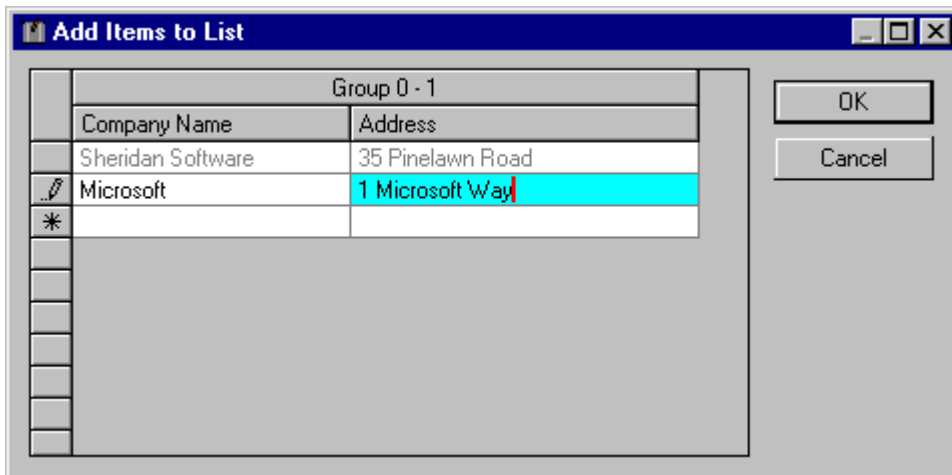 Add Items to List
Group 0 - 1
Company Name Address
Sheridan Software 35 Pinelawn Road
Microsoft 1 Microsoft Way
OK
Cancel